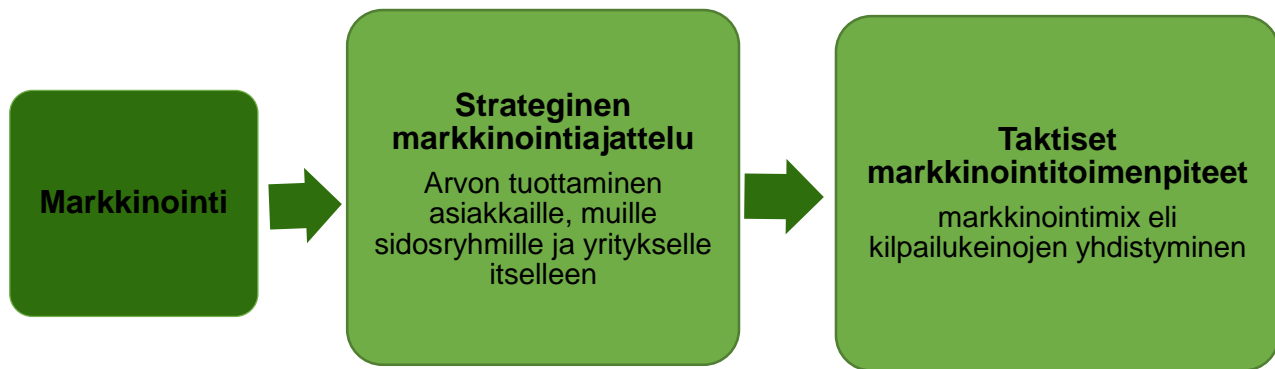 Markkinointi
Strateginen
markkinointiajattelu
Arvon tuottaminen
asiakkaille, muille
sidosryhmille ja yritykselle
itselleen
Taktiset
markkinointitoimenpiteet
markkinointimix eli
kilpailukeinojen yhdistyminen